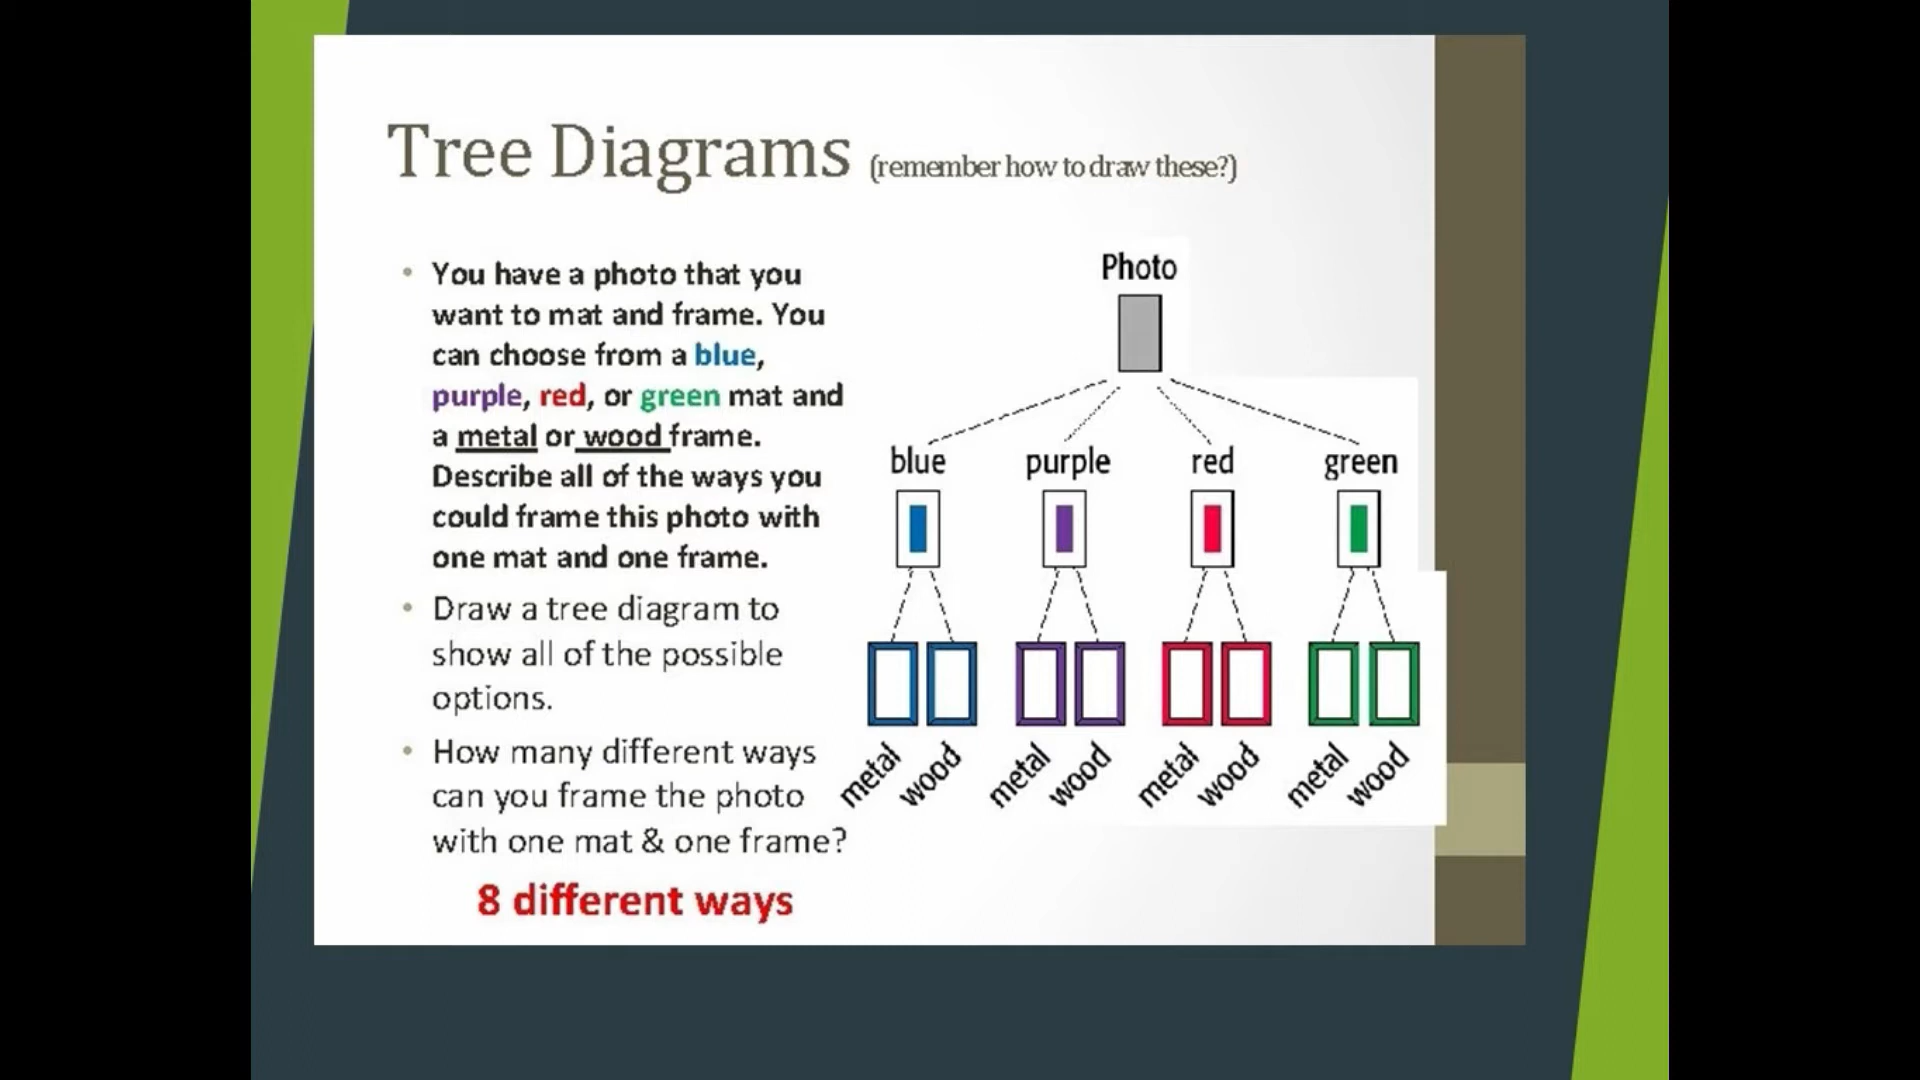 Tree Diagrams (remember how to draw these?)
• You have a photo that you
want to mat and frame. You
can choose from a blue,
purple, red, or green mat and
a metal or wood frame.
Describe all of the ways you
could frame this photo with
one mat and one frame.
• Draw a tree diagram to
show all of the possible
options.
• How many different ways
can you frame the photo
with one mat & one frame?
8 different ways
Photo
blue purple red green
metal wood metal wood metal wood metal wood